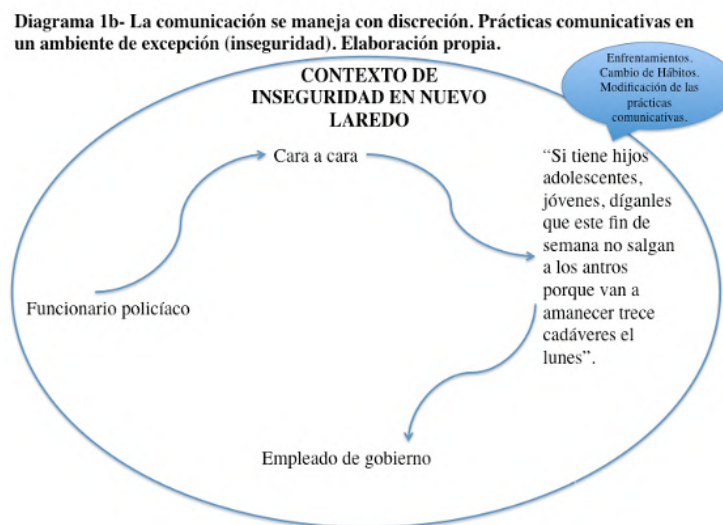 Diagrama 1b- La comunicación se maneja con discreción. Prácticas comunicativas en
un ambiente de excepción (inseguridad). Elaboración propia.
Enfrentamientos.
Cambio de Hábitos.
Modificación de las
prácticas
comunicativas.
CONTEXTO DE
INSEGURIDAD EN NUEVO
LAREDO
Cara a cara
“Si tiene hijos
adolescentes,
jóvenes, díganles
que este fin de
semana no salgan
a los antros
porque van a
amanecer trece
cadáveres el
lunes”.
Funcionario policíaco
Empleado de gobierno